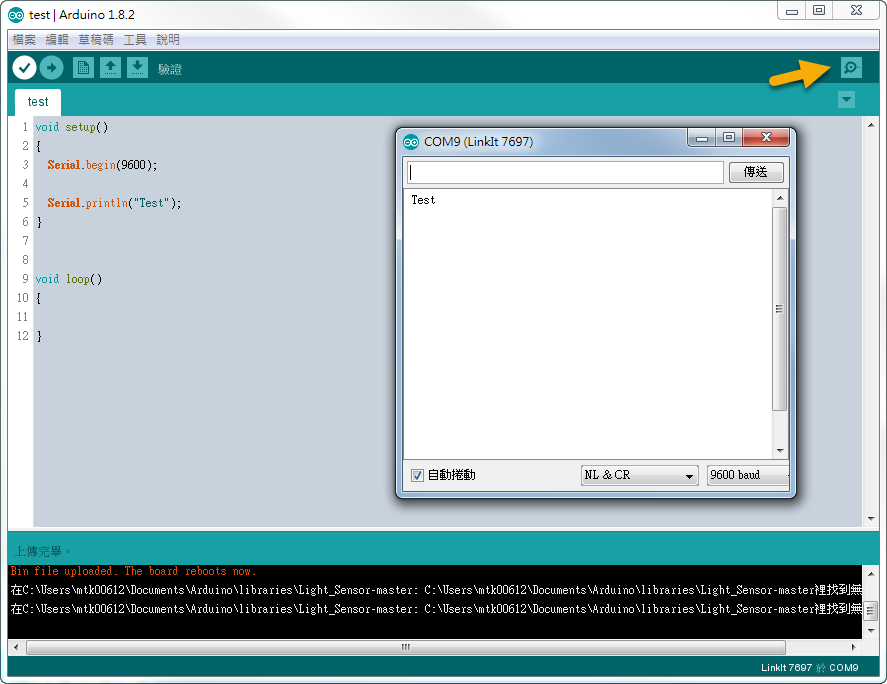 test | Arduino 1.8.2
檔案 編輯 草稿碼 工具 說明
驗證
test
1 void setup()
2 {
3 Serial.begin(9600);
4
5 Serial.println("Test");
6 }
7
8
9 void loop()
10 {
11
12 }
COM9 (LinkIt 7697)
傳送
Test
自動捲動
NL & CR
9600 baud
上傳完畢。
Bin file uploaded. The board reboots now.
在C:\Users\mtk00612\Documents\Arduino\libraries\Light_Sensor-master: C:\Users\mtk00612\Documents\Arduino\libraries\Light_Sensor-master裡找到無
在C:\Users\mtk00612\Documents\Arduino\libraries\Light_Sensor-master: C:\Users\mtk00612\Documents\Arduino\libraries\Light_Sensor-master裡找到無
LinkIt 7697 於 COM9